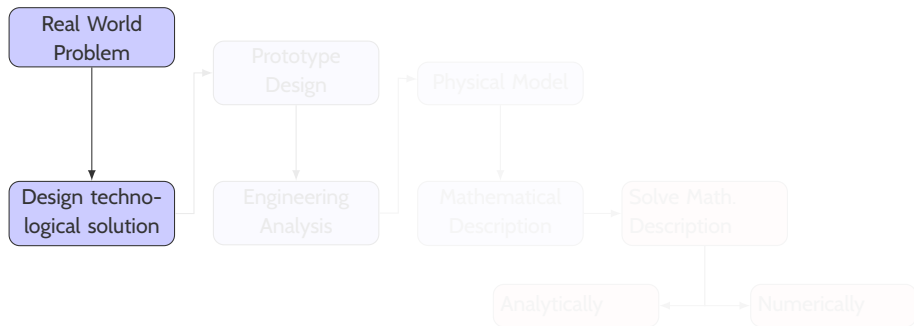 Real World
Problem
Prototype
Design
Physical Model
Design techno-
logical solution
Engineering
Analysis
Mathematical
Description
Solve Math.
Description
Analytically
Numerically